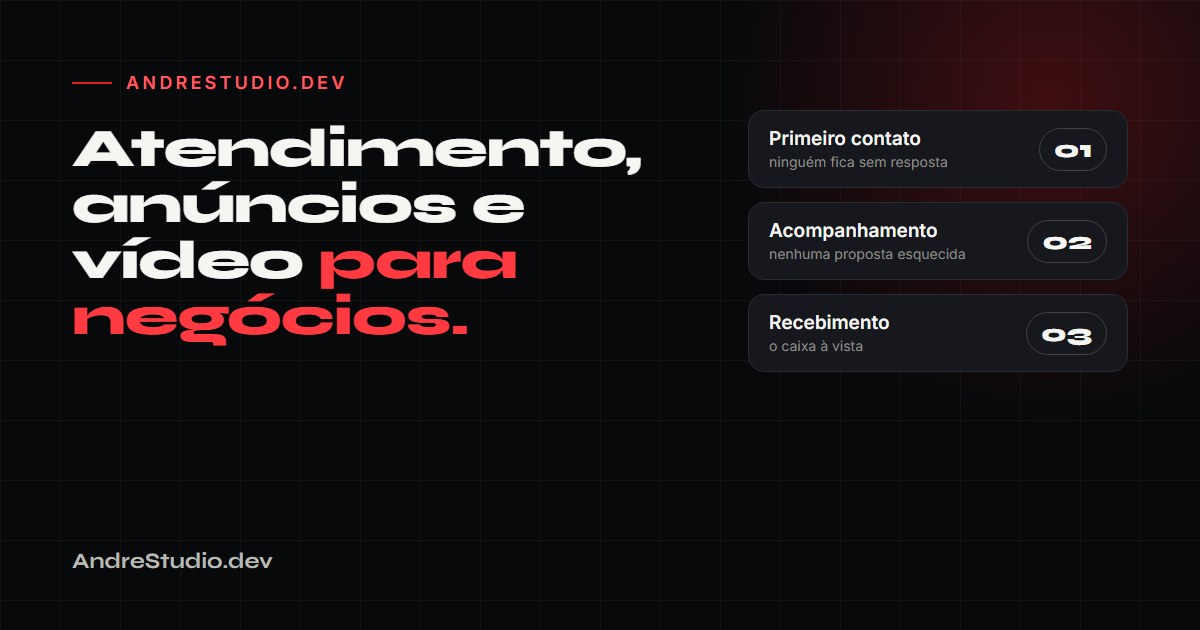 ANDRESTUDIO.DEV
Atendimento,
anúncios e
vídeo para
negócios.
Primeiro contato
ninguém fica sem resposta
01
Acompanhamento
nenhuma proposta esquecida
02
Recebimento
o caixa à vista
03
AndreStudio.dev